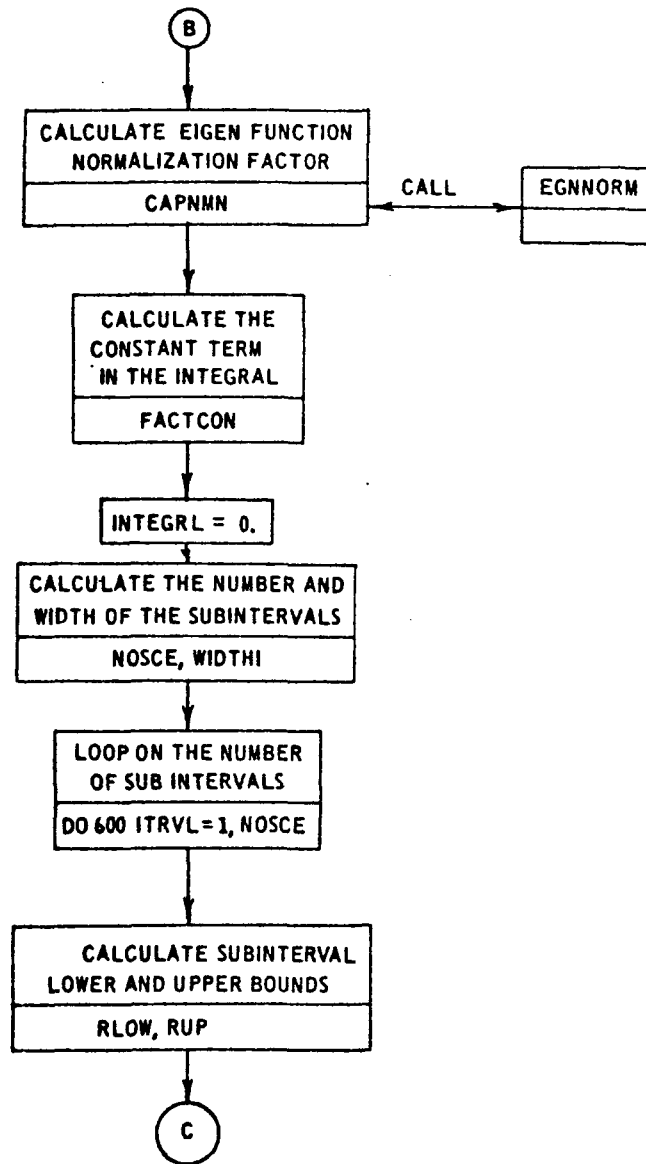 B
CALCULATE EIGEN FUNCTION
NORMALIZATION FACTOR
CAPNMN
CALL
EGNNORM
CALCULATE THE
CONSTANT TERM
IN THE INTEGRAL
FACTCON
INTEGRL = 0.
CALCULATE THE NUMBER AND
WIDTH OF THE SUBINTERVALS
NOSCE, WIDTHI
LOOP ON THE NUMBER
OF SUB INTERVALS
DO 600 ITRVL=1, NOSCE
CALCULATE SUBINTERVAL
LOWER AND UPPER BOUNDS
RLOW, RUP
C